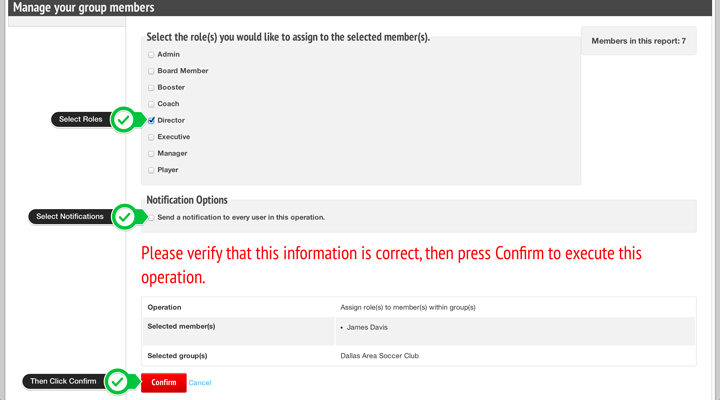 Manage your group members
Select the role(s) you would like to assign to the selected member(s).
Members in this report: 7
Admin
Board Member
Booster
Coach
Select Roles
Director
Executive
Manager
Player
Notification Options
Select Notifications
Send a notification to every user in this operation.
Please verify that this information is correct, then press Confirm to execute this
operation.
Operation Assign role(s) to member(s) within group(s)
Selected member(s) • James Davis
Selected group(s) Dallas Area Soccer Club
Then Click Confirm
Confirm Cancel